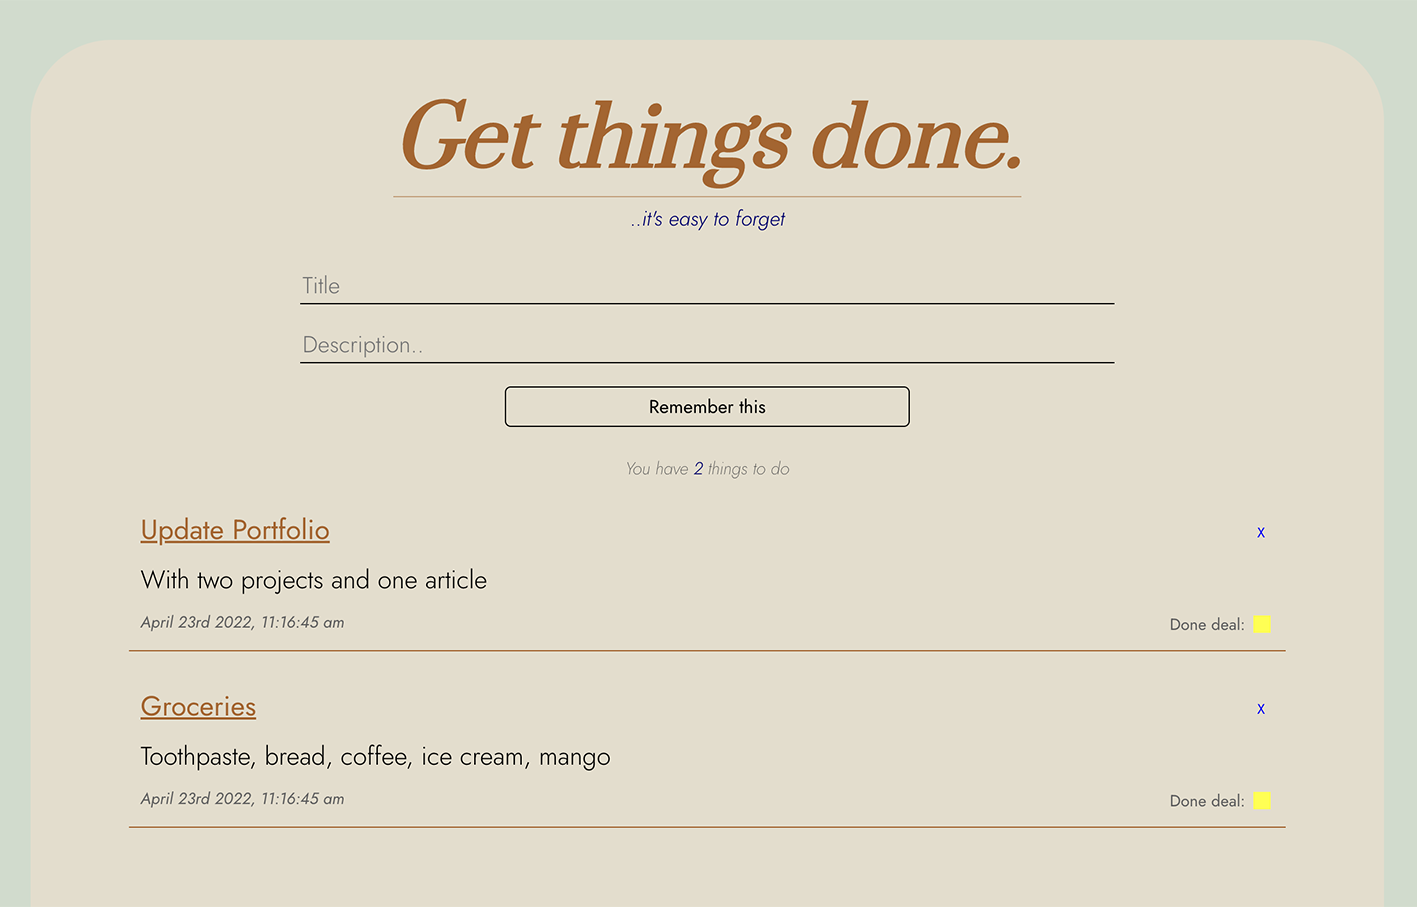 Get things done.
..it's easy to forget
Title
Description..
Remember this
You have 2 things to do
Update Portfolio
x
With two projects and one article
April 23rd 2022, 11:16:45 am
Done deal:
Groceries
x
Toothpaste, bread, coffee, ice cream, mango
April 23rd 2022, 11:16:45 am
Done deal: